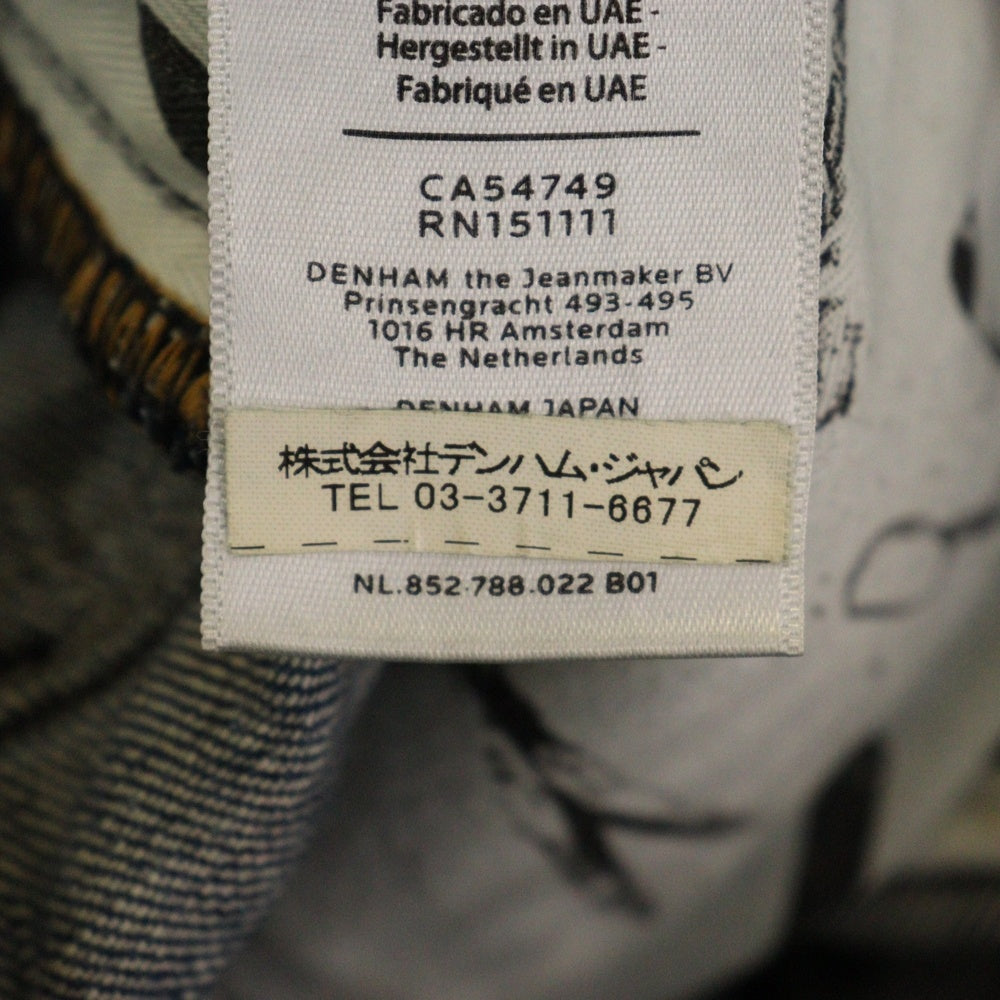 Fabricado en UAE -
Hergestellt in UAE -
Fabriqué en UAE
CA54749
RN151111
DENHAM the Jeanmaker BV
Prinsengracht 493-495
1016 HR Amsterdam
The Netherlands
DENHAM JAPAN
株式会社デンハム・ジャパン
TEL 03-3711-6677
NL.852.788.022 B01